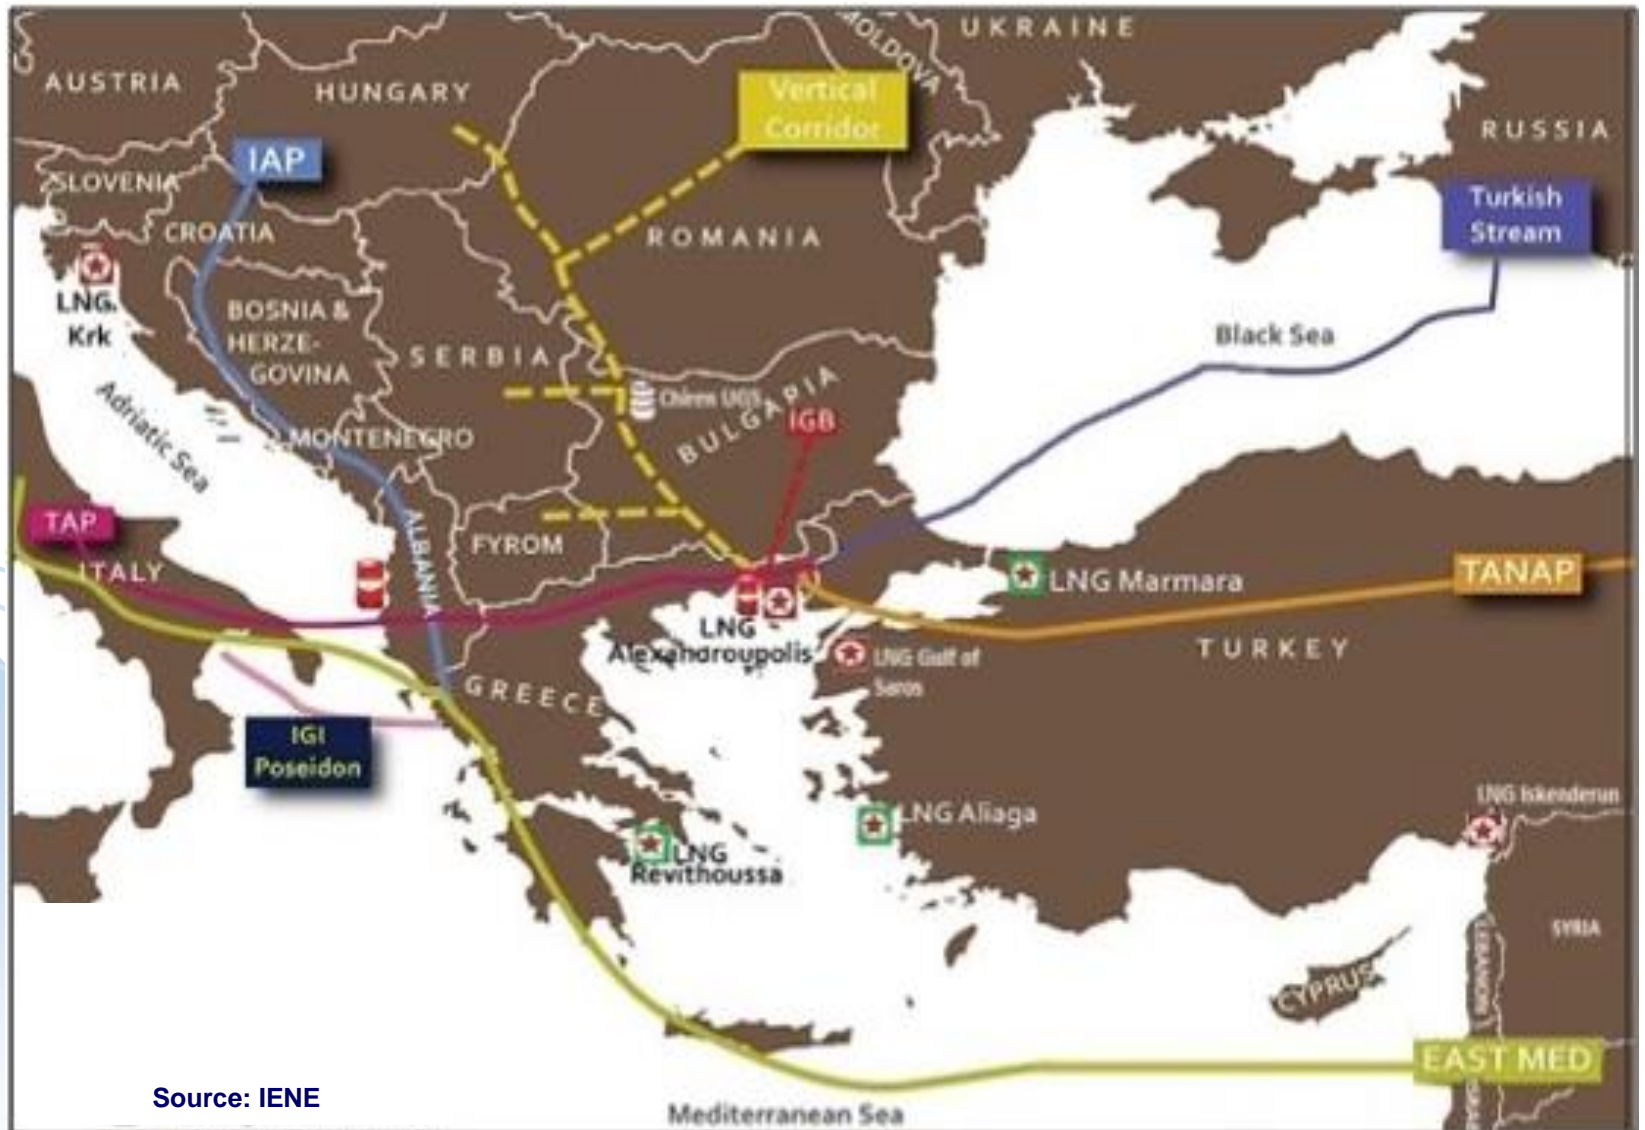 UKRAINE
MOLDOVA
AUSTRIA
HUNGARY
Vertical
Corridor
RUSSIA
IAP
SLOVENIA
Turkish
Stream
CROATIA
ROMANIA
LNG.
Krk
BOSNIA &
HERZE-
GOVINA
SERBIA
Black Sea
Adriatic Sea
Chiren UGS
BULGARIA
IGB
MONTENEGRO
TAP
ALBANIA
FYROM
ITALY
LNG Marmara
TANAP
LNG
Alexandroupolis
LNG Gulf of
Saros
TURKEY
GREECE
IGI
Poseidon
LNG Iskenderun
LNG Aliaga
LNG
Revithoussa
SYRIA
LEBANON
CYPRUS
EAST MED
Source: IENE
Mediterranean Sea